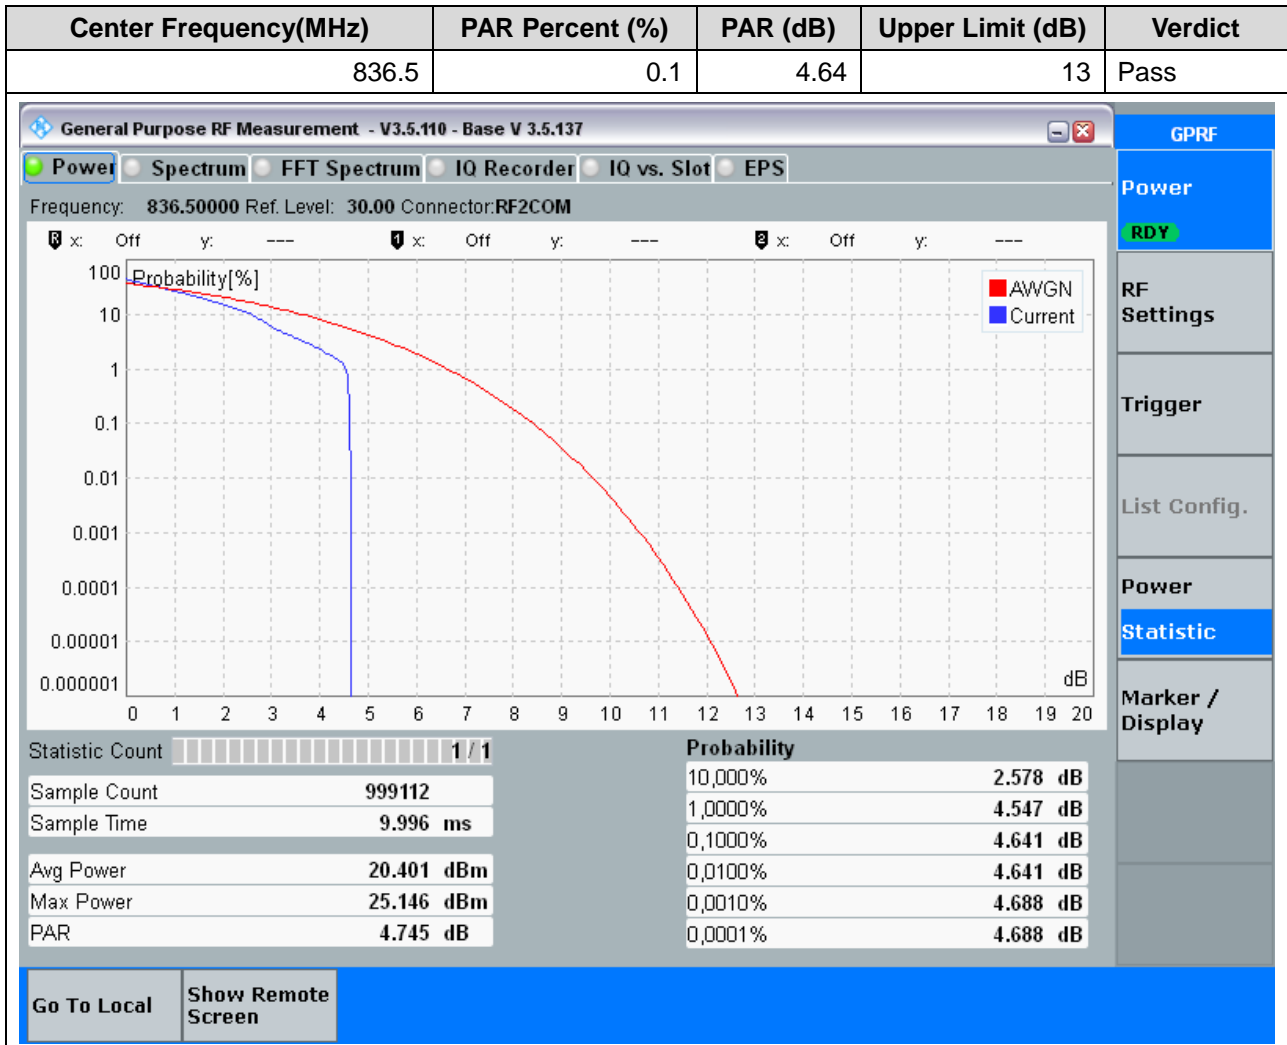 Center Frequency(MHz) PAR Percent (%) PAR (dB) Upper Limit (dB) Verdict
836.5 0.1 4.64 13 Pass
General Purpose RF Measurement - V3.5.110 - Base V 3.5.137
GPRF
Power Spectrum FFT Spectrum IQ Recorder IQ vs. Slot EPS
Frequency: 836.50000 Ref. Level: 30.00 Connector:RF2COM
R x: Off y: --- 1 x: Off y: --- 2 x: Off y: ---
Probability[%]
AWGN
Current
100
10
1
0.1
0.01
0.001
0.0001
0.00001
0.000001
dB
0 1 2 3 4 5 6 7 8 9 10 11 12 13 14 15 16 17 18 19 20
Statistic Count 1 / 1
Sample Count 999112
Sample Time 9.996 ms
Avg Power 20.401 dBm
Max Power 25.146 dBm
PAR 4.745 dB
Probability
10,000% 2.578 dB
1,0000% 4.547 dB
0,1000% 4.641 dB
0,0100% 4.641 dB
0,0010% 4.688 dB
0,0001% 4.688 dB
Power
RDY
RF
Settings
Trigger
List Config.
Power
Statistic
Marker /
Display
Go To Local
Show Remote
Screen